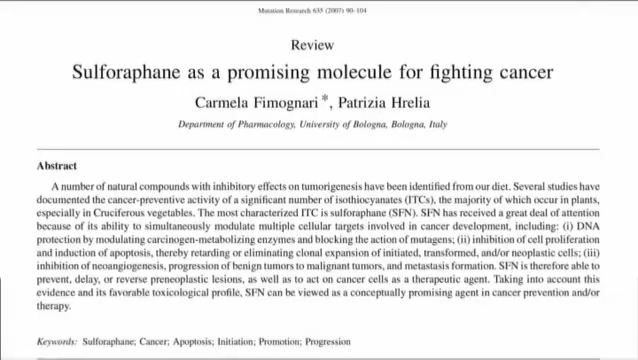 Mutation Research 635 (2007) 90–104
Review
Sulforaphane as a promising molecule for fighting cancer
Carmela Fimognari *, Patrizia Hrelia
Department of Pharmacology, University of Bologna, Bologna, Italy
Abstract
A number of natural compounds with inhibitory effects on tumorigenesis have been identified from our diet. Several studies have
documented the cancer-preventive activity of a significant number of isothiocyanates (ITCs), the majority of which occur in plants,
especially in Cruciferous vegetables. The most characterized ITC is sulforaphane (SFN). SFN has received a great deal of attention
because of its ability to simultaneously modulate multiple cellular targets involved in cancer development, including: (i) DNA
protection by modulating carcinogen-metabolizing enzymes and blocking the action of mutagens; (ii) inhibition of cell proliferation
and induction of apoptosis, thereby retarding or eliminating clonal expansion of initiated, transformed, and/or neoplastic cells; (iii)
inhibition of neoangiogenesis, progression of benign tumors to malignant tumors, and metastasis formation. SFN is therefore able to
prevent, delay, or reverse preneoplastic lesions, as well as to act on cancer cells as a therapeutic agent. Taking into account this
evidence and its favorable toxicological profile, SFN can be viewed as a conceptually promising agent in cancer prevention and/or
therapy.
Keywords: Sulforaphane; Cancer; Apoptosis; Initiation; Promotion; Progression